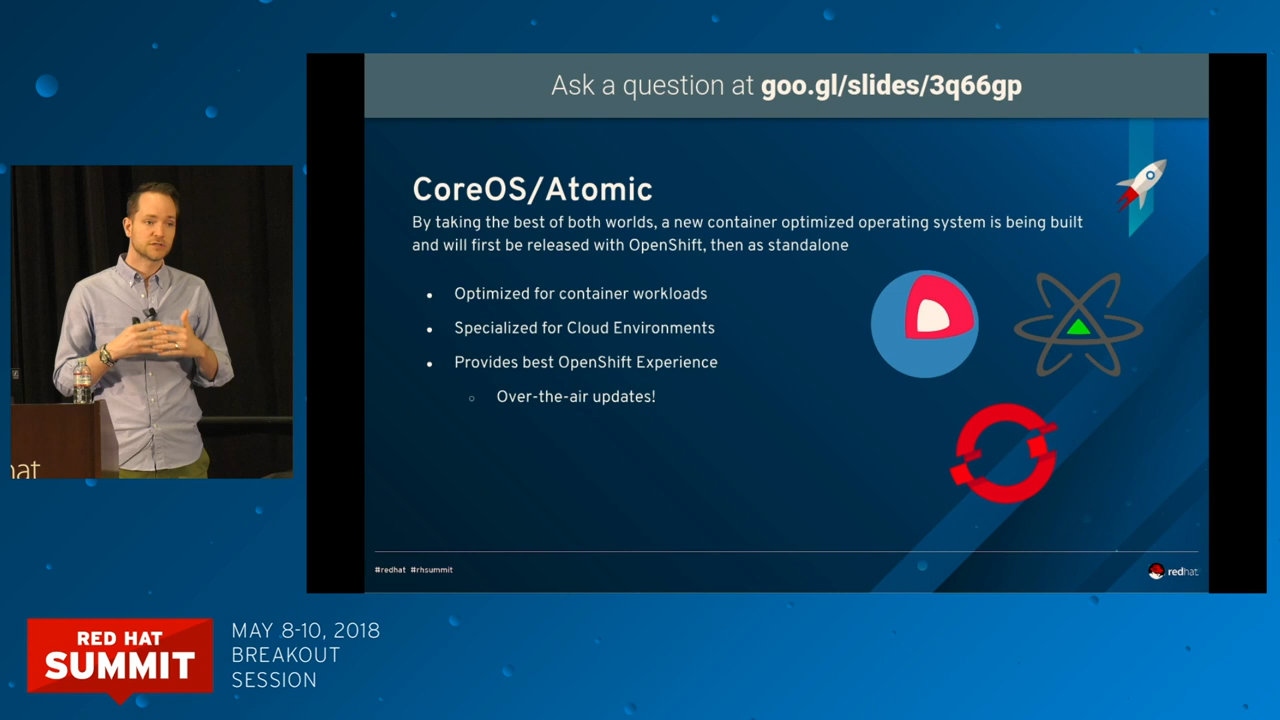 Ask a question at goo.gl/slides/3q66gp
CoreOS/Atomic
By taking the best of both worlds, a new container optimized operating system is being built
and will first be released with OpenShift, then as standalone
Optimized for container workloads
Specialized for Cloud Environments
Provides best OpenShift Experience
Over-the-air updates!
#redhat #rhsummit
redhat
hat
RED HAT
SUMMIT
MAY 8-10, 2018
BREAKOUT
SESSION